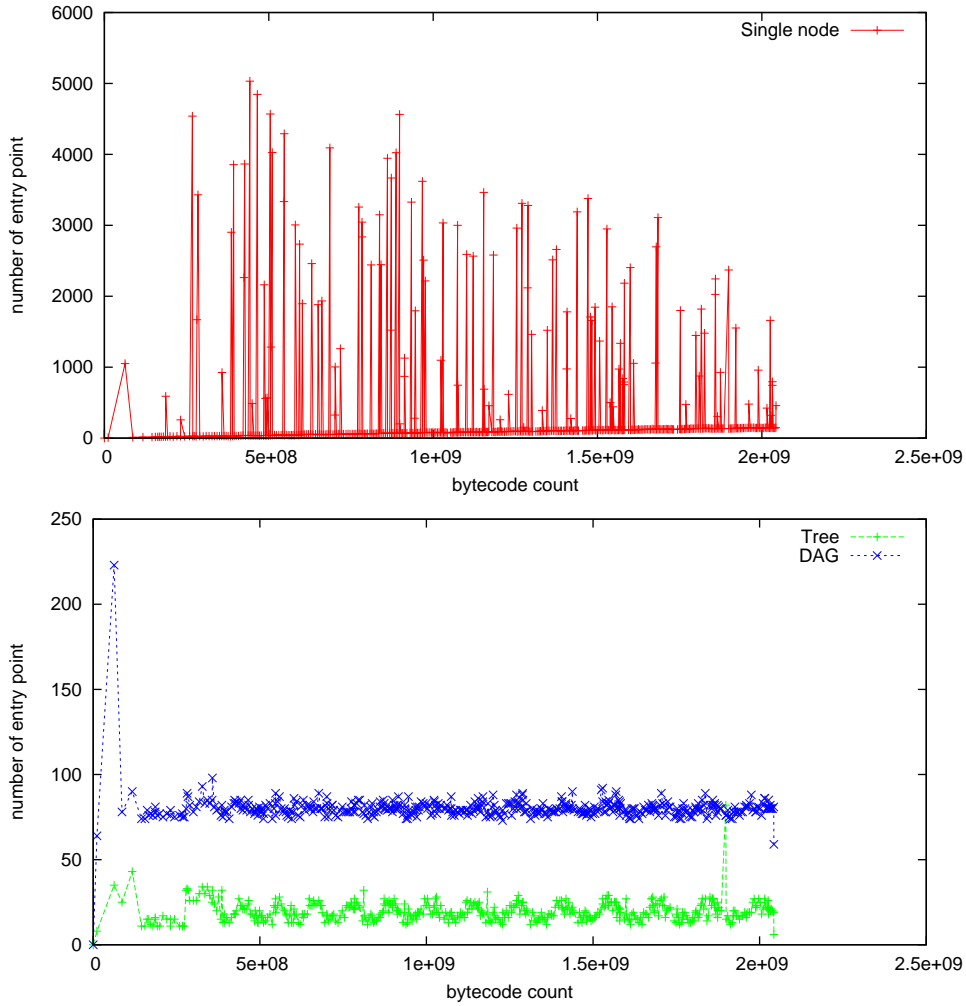 6000
Single node
5000
4000
3000
2000
1000
0
number of entry point
0 5e+08 1e+09 1.5e+09 2e+09 2.5e+09
bytecode count
250
Tree
DAG
200
150
100
50
0
number of entry point
0 5e+08 1e+09 1.5e+09 2e+09 2.5e+09
bytecode count